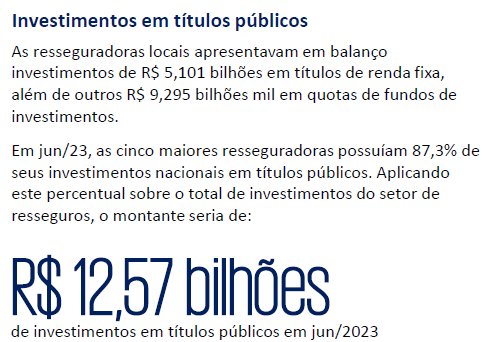 Investimentos em títulos públicos
As resseguradoras locais apresentavam em balanço
investimentos de R$ 5,101 bilhões em títulos de renda fixa,
além de outros R$ 9,295 bilhões mil em quotas de fundos de
investimentos.
Em jun/23, as cinco maiores resseguradoras possuíam 87,3% de
seus investimentos nacionais em títulos públicos. Aplicando
este percentual sobre o total de investimentos do setor de
resseguros, o montante seria de:
R$ 12,57 bilhões
de investimentos em títulos públicos em jun/2023